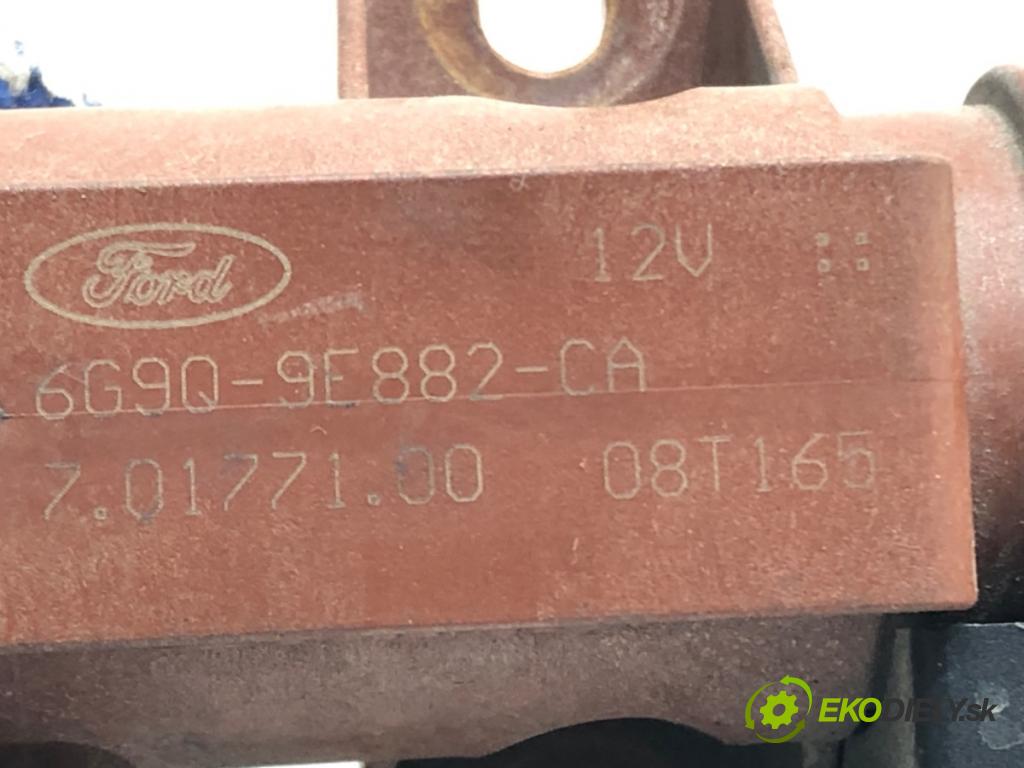 Ford 12V
6G9Q-9E882-CA
7.01771.00 08T165
EKODIELY.sk